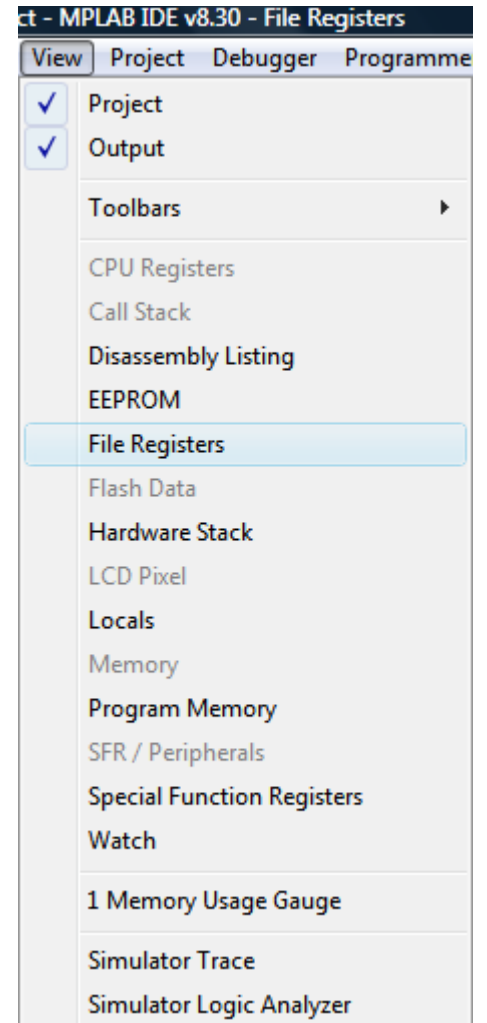 ct - MPLAB IDE v8.30 - File Registers
View Project Debugger Programme
Project
Output
Toolbars
CPU Registers
Call Stack
Disassembly Listing
EEPROM
File Registers
Flash Data
Hardware Stack
LCD Pixel
Locals
Memory
Program Memory
SFR / Peripherals
Special Function Registers
Watch
1 Memory Usage Gauge
Simulator Trace
Simulator Logic Analyzer